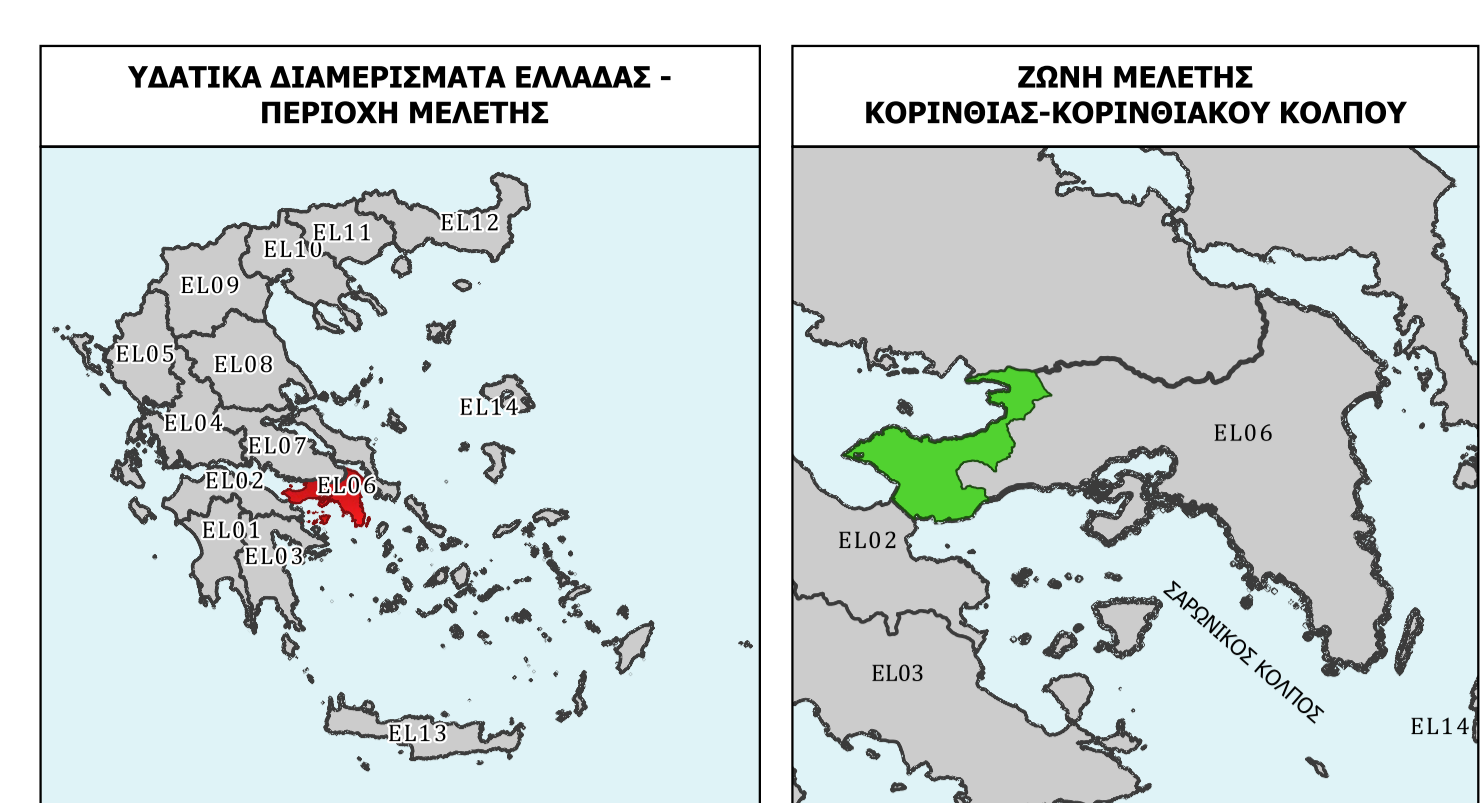 ΥΔΑΤΙΚΑ ΔΙΑΜΕΡΙΣΜΑΤΑ ΕΛΛΑΔΑΣ -
ΠΕΡΙΟΧΗ ΜΕΛΕΤΗΣ
EL12
EL11
EL10
EL09
EL05
EL08
EL14
EL04
EL07
EL02
EL06
EL01
EL03
EL13
ΖΩΝΗ ΜΕΛΕΤΗΣ
ΚΟΡΙΝΘΙΑΣ-ΚΟΡΙΝΘΙΑΚΟΥ ΚΟΛΠΟΥ
EL06
EL02
ΣΑΡΩΝΙΚΟΣ ΚΟΛΠΟΣ
EL03
EL14